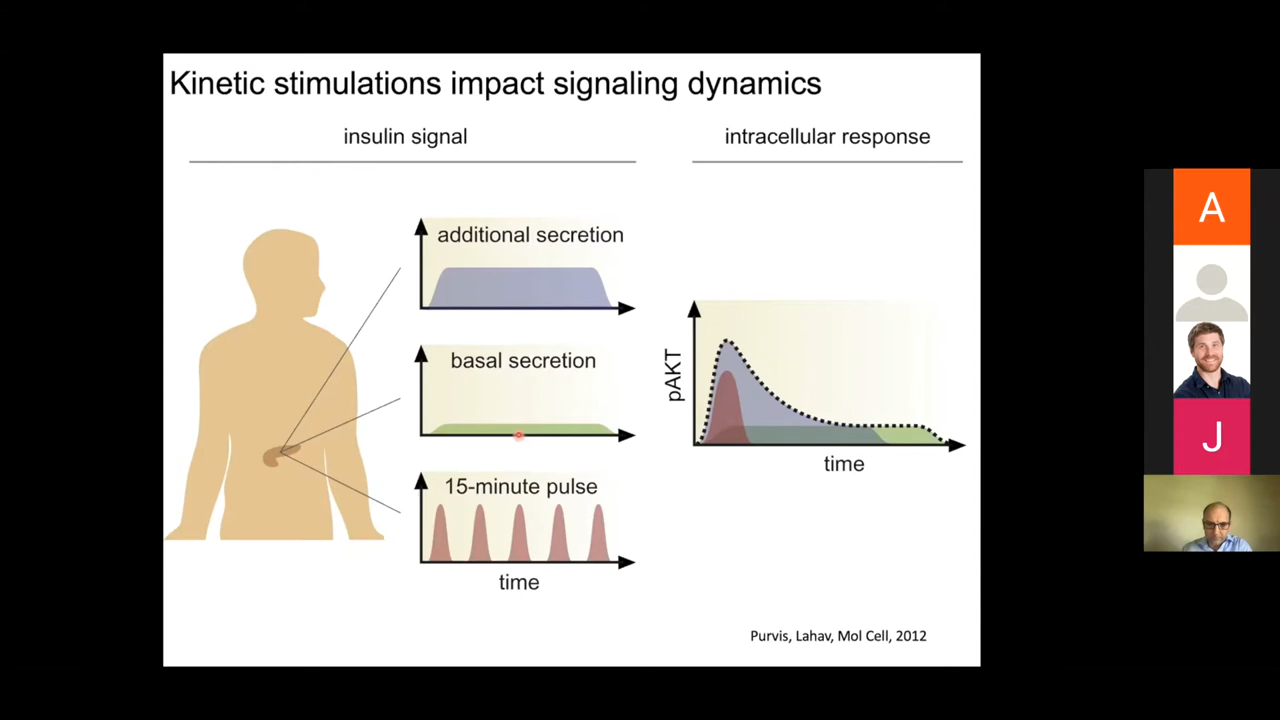 Kinetic stimulations impact signaling dynamics
insulin signal
intracellular response
additional secretion
basal secretion
15-minute pulse
time
pAKT
time
Purvis, Lahav, Mol Cell, 2012
A
J